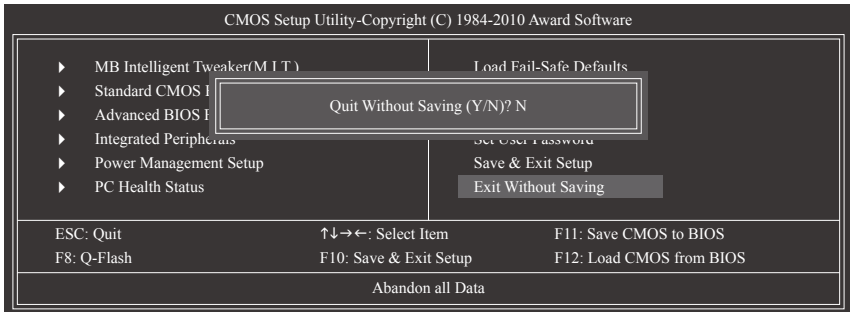 CMOS Setup Utility-Copyright (C) 1984-2010 Award Software
MB Intelligent Tweaker(M.I.T.)
Standard CMOS
Advanced BIOS
Integrated Peripherals
Power Management Setup
PC Health Status
Load Fail-Safe Defaults
Set User Password
Save & Exit Setup
Exit Without Saving
Quit Without Saving (Y/N)? N
ESC: Quit
↑↓→←: Select Item
F11: Save CMOS to BIOS
F8: Q-Flash
F10: Save & Exit Setup
F12: Load CMOS from BIOS
Abandon all Data